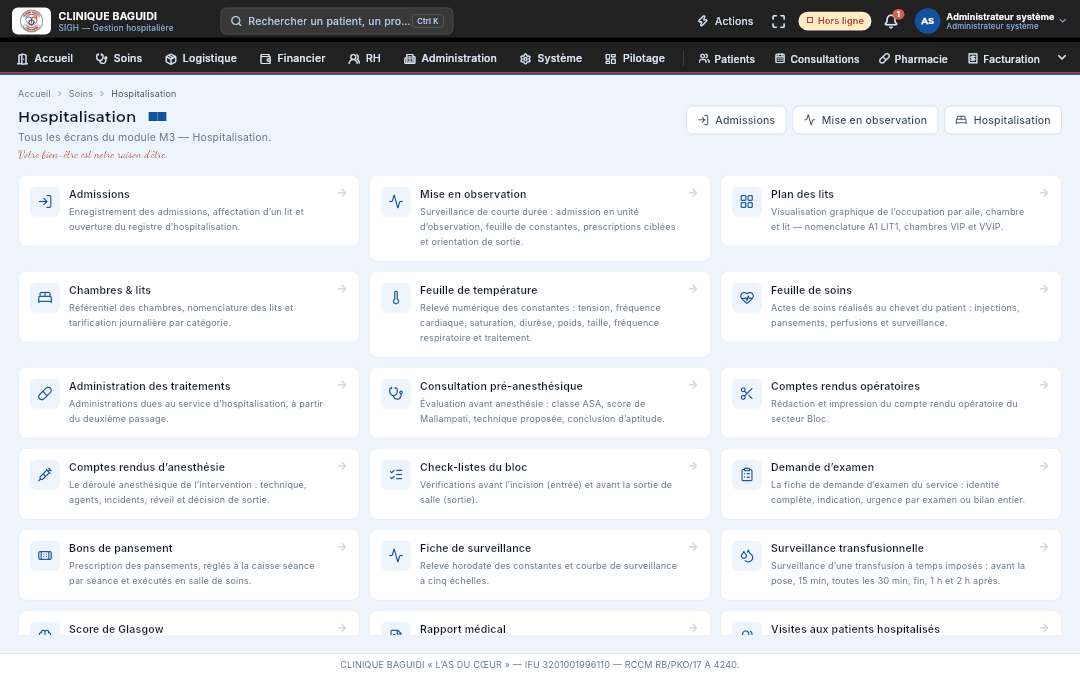 CLINIQUE BAGUIDI
SIGH — Gestion hospitalière
Rechercher un patient, un pro... Ctrl K
Actions
Hors ligne
1
AS
Administrateur système
Administrateur système
Accueil Soins Logistique Financier RH Administration Système Pilotage Patients Consultations Pharmacie Facturation
Accueil > Soins > Hospitalisation
Hospitalisation
Tous les écrans du module M3 — Hospitalisation.
Votre bien-être est notre raison d'être.
Admissions Mise en observation Hospitalisation
Admissions
Enregistrement des admissions, affectation d'un lit et
ouverture du registre d'hospitalisation.
Mise en observation
Surveillance de courte durée : admission en unité
d'observation, feuille de constantes, prescriptions ciblées
et orientation de sortie.
Plan des lits
Visualisation graphique de l'occupation par aile, chambre
et lit — nomenclature A1 LIT1, chambres VIP et VVIP.
Chambres & lits
Référentiel des chambres, nomenclature des lits et
tarification journalière par catégorie.
Feuille de température
Relevé numérique des constantes : tension, fréquence
cardiaque, saturation, diurèse, poids, taille, fréquence
respiratoire et traitement.
Feuille de soins
Actes de soins réalisés au chevet du patient : injections,
pansements, perfusions et surveillance.
Administration des traitements
Administrations dues au service d'hospitalisation, à partir
du deuxième passage.
Consultation pré-anesthésique
Évaluation avant anesthésie : classe ASA, score de
Mallampati, technique proposée, conclusion d'aptitude.
Comptes rendus opératoires
Rédaction et impression du compte rendu opératoire du
secteur Bloc.
Comptes rendus d'anesthésie
Le déroulé anesthésique de l'intervention : technique,
agents, incidents, réveil et décision de sortie.
Check-listes du bloc
Vérifications avant l'incision (entrée) et avant la sortie de
salle (sortie).
Demande d'examen
La fiche de demande d'examen du service : identité
complète, indication, urgence par examen ou bilan entier.
Bons de pansement
Prescription des pansements, réglés à la caisse séance
par séance et exécutés en salle de soins.
Fiche de surveillance
Relevé horodaté des constantes et courbe de surveillance
à cinq échelles.
Surveillance transfusionnelle
Surveillance d'une transfusion à temps imposés : avant la
pose, 15 min, toutes les 30 min, fin, 1 h et 2 h après.
Score de Glasgow
Rapport médical
Visites aux patients hospitalisés
CLINIQUE BAGUIDI « L'AS DU CŒUR » — IFU 3201001996110 — RCCM RB/PKO/17 A 4240.